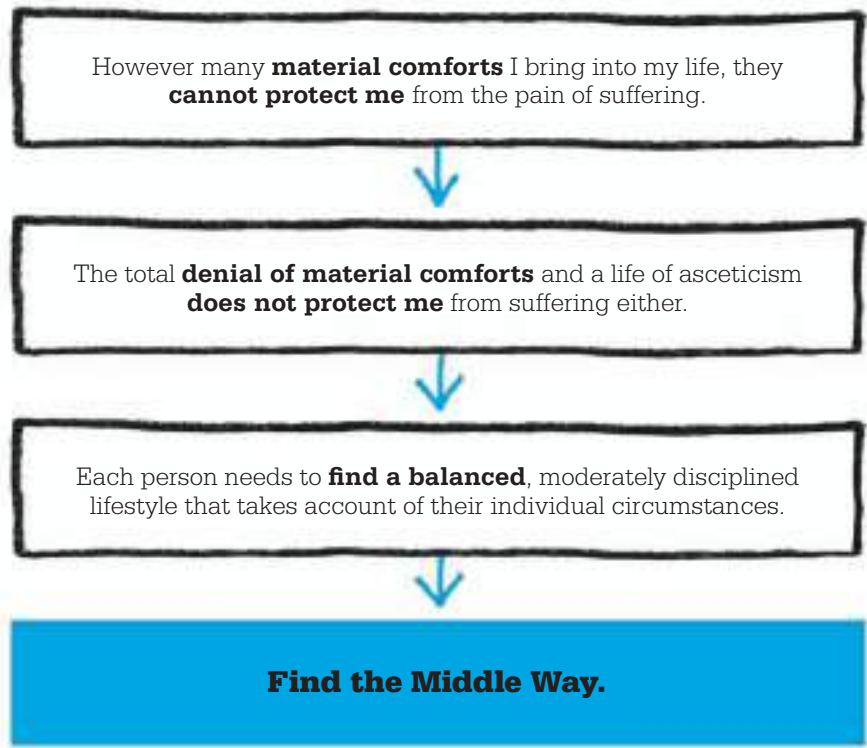 However many material comforts I bring into my life, they
cannot protect me from the pain of suffering.
The total denial of material comforts and a life of asceticism
does not protect me from suffering either.
Each person needs to find a balanced, moderately disciplined
lifestyle that takes account of their individual circumstances.
Find the Middle Way.